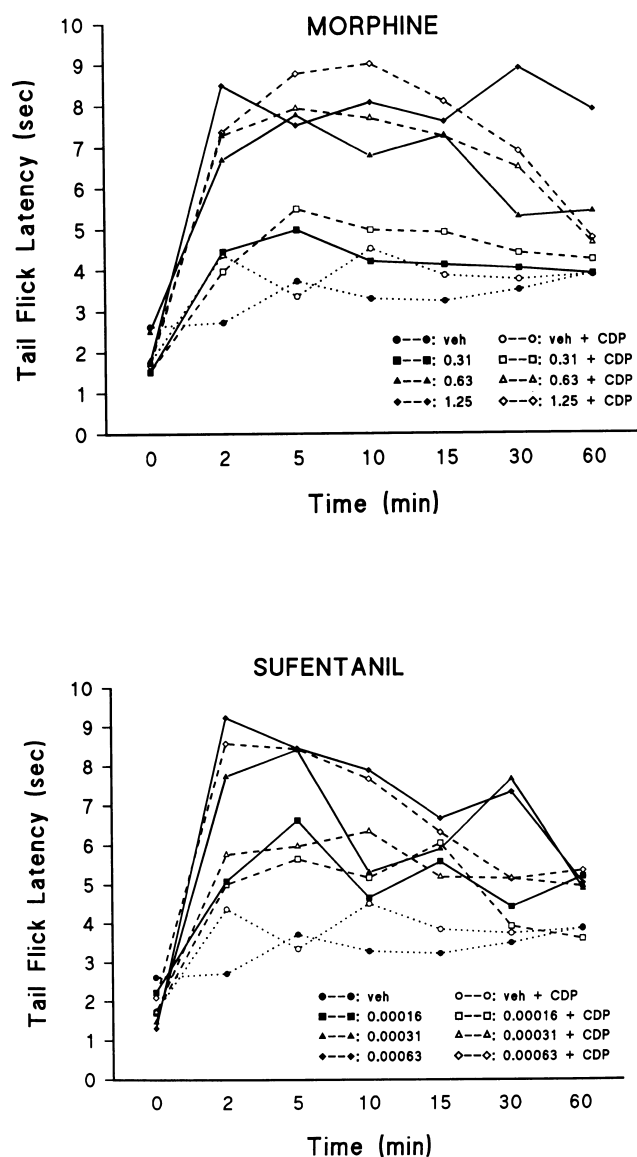 MORPHINE
Tail Flick Latency (sec)
10
9
8
7
6
5
4
3
2
1
0
●--●: veh
○--○: veh + CDP
■--■: 0.31
□--□: 0.31 + CDP
▲--▲: 0.63
△--△: 0.63 + CDP
◆--◆: 1.25
◇--◇: 1.25 + CDP
0 2 5 10 15 30 60
Time (min)
SUFENTANIL
Tail Flick Latency (sec)
10
9
8
7
6
5
4
3
2
1
0
●--●: veh
○--○: veh + CDP
■--■: 0.00016
□--□: 0.00016 + CDP
▲--▲: 0.00031
△--△: 0.00031 + CDP
◆--◆: 0.00063
◇--◇: 0.00063 + CDP
0 2 5 10 15 30 60
Time (min)